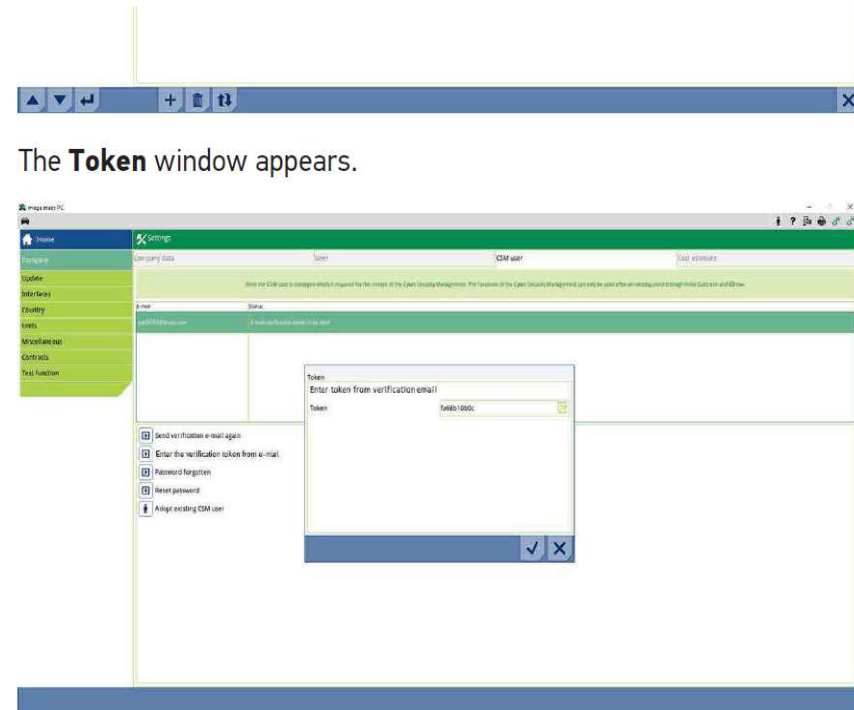 The Token window appears.
mega macs PC
Home
Settings
Company
Company data
User
CSM user
Cost estimate
Update
Interfaces
Country
Units
Miscellaneous
Contracts
Test function
E-mail
Status
Token
Enter token from verification email
Token
Send verification e-mail again
Enter the verification token from e-mail.
Password forgotten
Reset password
Adopt existing CSM user